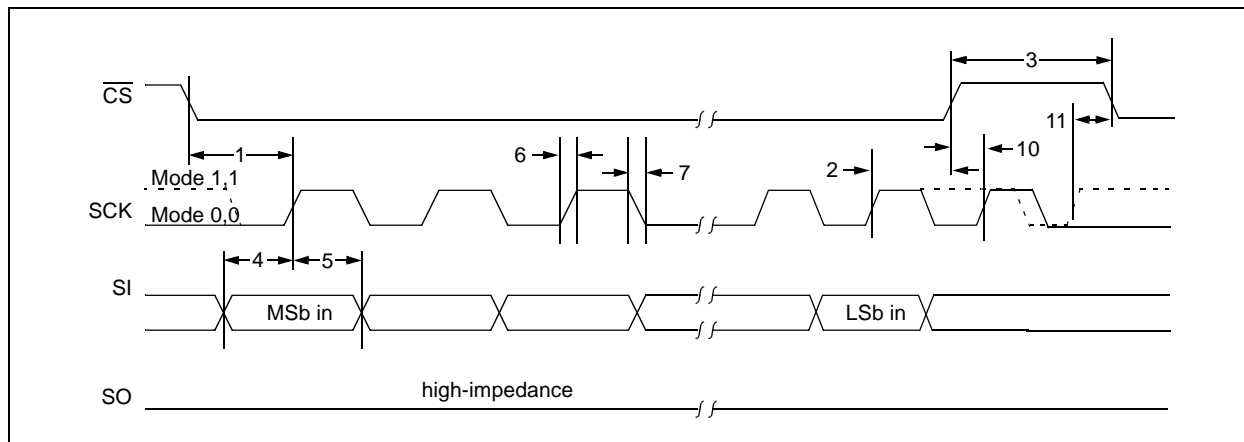 3
CS
11
1
6
10
Mode 1,1
7
2
SCK
Mode 0,0
4
5
SI
MSb in
LSb in
high-impedance
SO